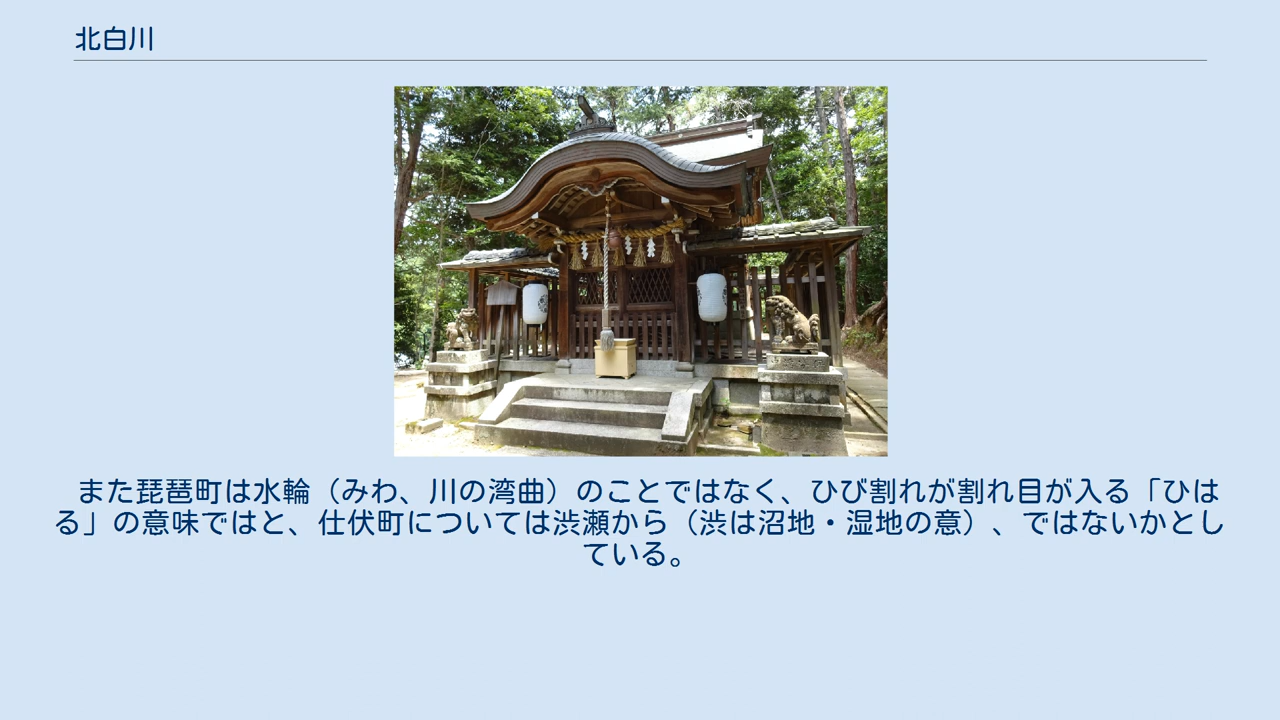 北白川
また琵琶町は水輪（みわ、川の湾曲）のことではなく、ひび割れが割れ目が入る「ひは
る」の意味ではと、仕伏町については渋瀬から（渋は沼地・湿地の意）、ではないかとし
ている。